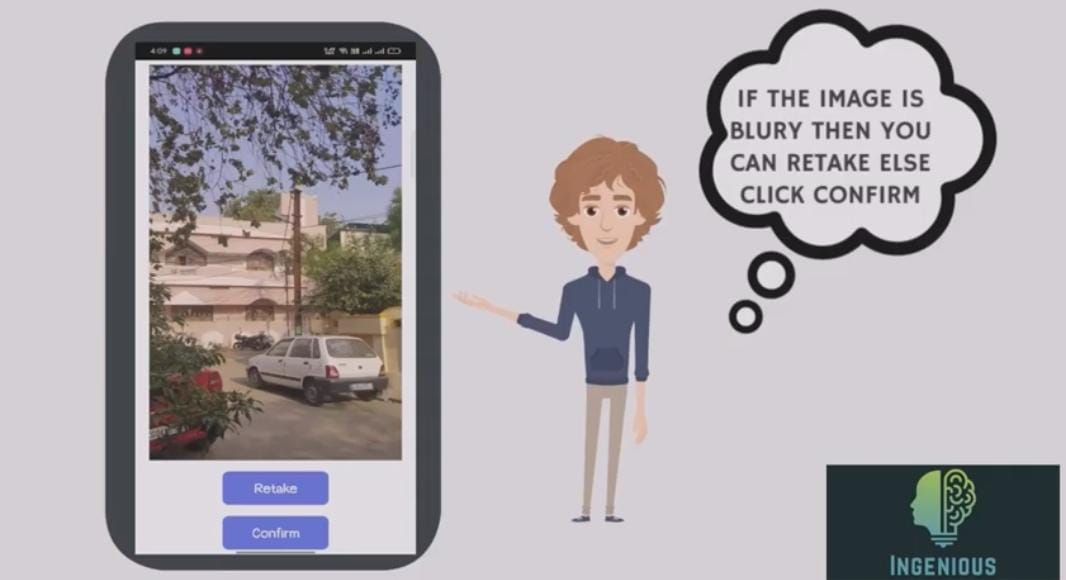 4:09
IF THE IMAGE IS
BLURY THEN YOU
CAN RETAKE ELSE
CLICK CONFIRM
Retake
Confirm
INGENIOUS